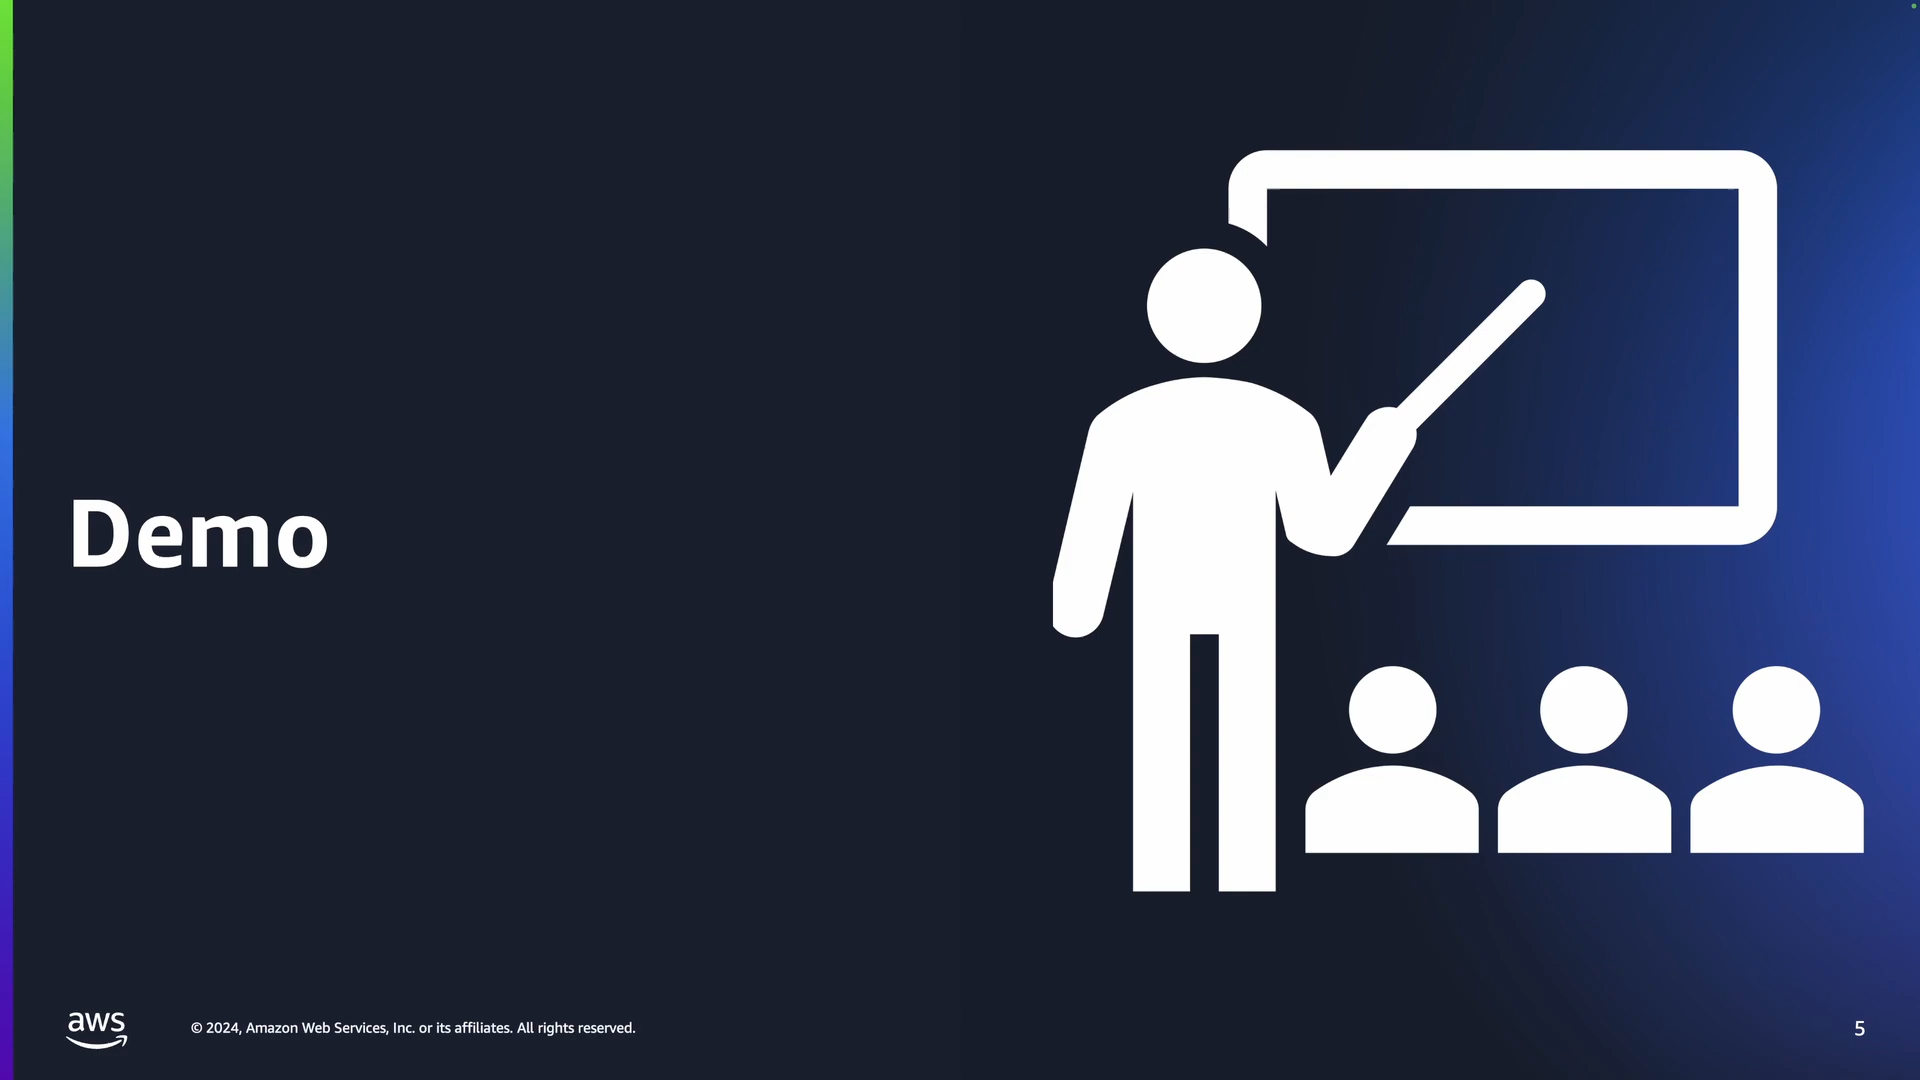 Demo
aws
© 2024, Amazon Web Services, Inc. or its affiliates. All rights reserved.
5